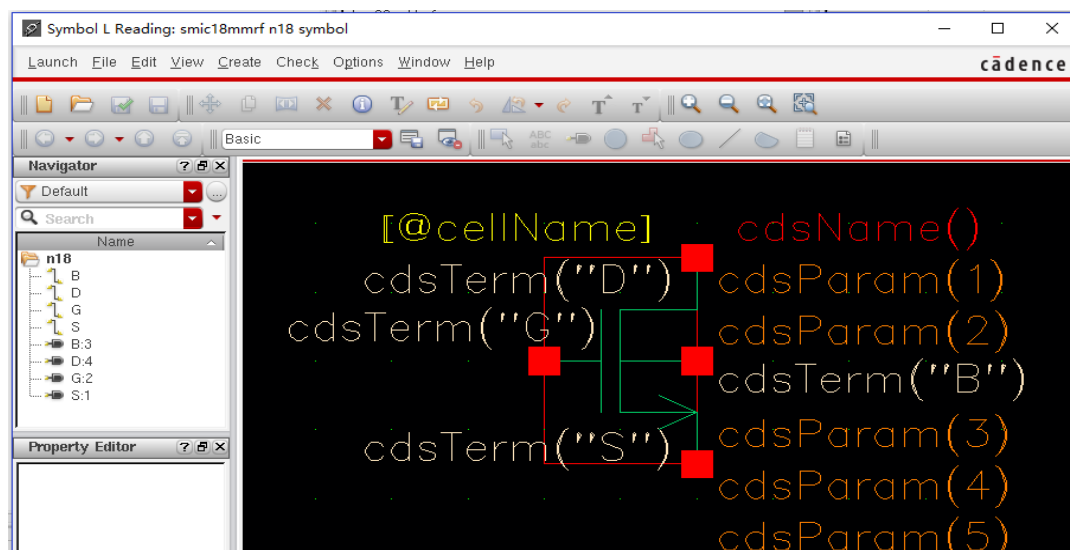 Symbol L Reading: smic18mmrf n18 symbol
Launch File Edit View Create Check Options Window Help
cādence
Basic
ABC
abc
Navigator
Default
Search
Name
n18
B
D
G
S
B:3
D:4
G:2
S:1
Property Editor
[@cellName]
cdsName()
cdsTerm("D")
cdsParam(1)
cdsTerm("G")
cdsParam(2)
cdsTerm("B")
cdsTerm("S")
cdsParam(3)
cdsParam(4)
cdsParam(5)